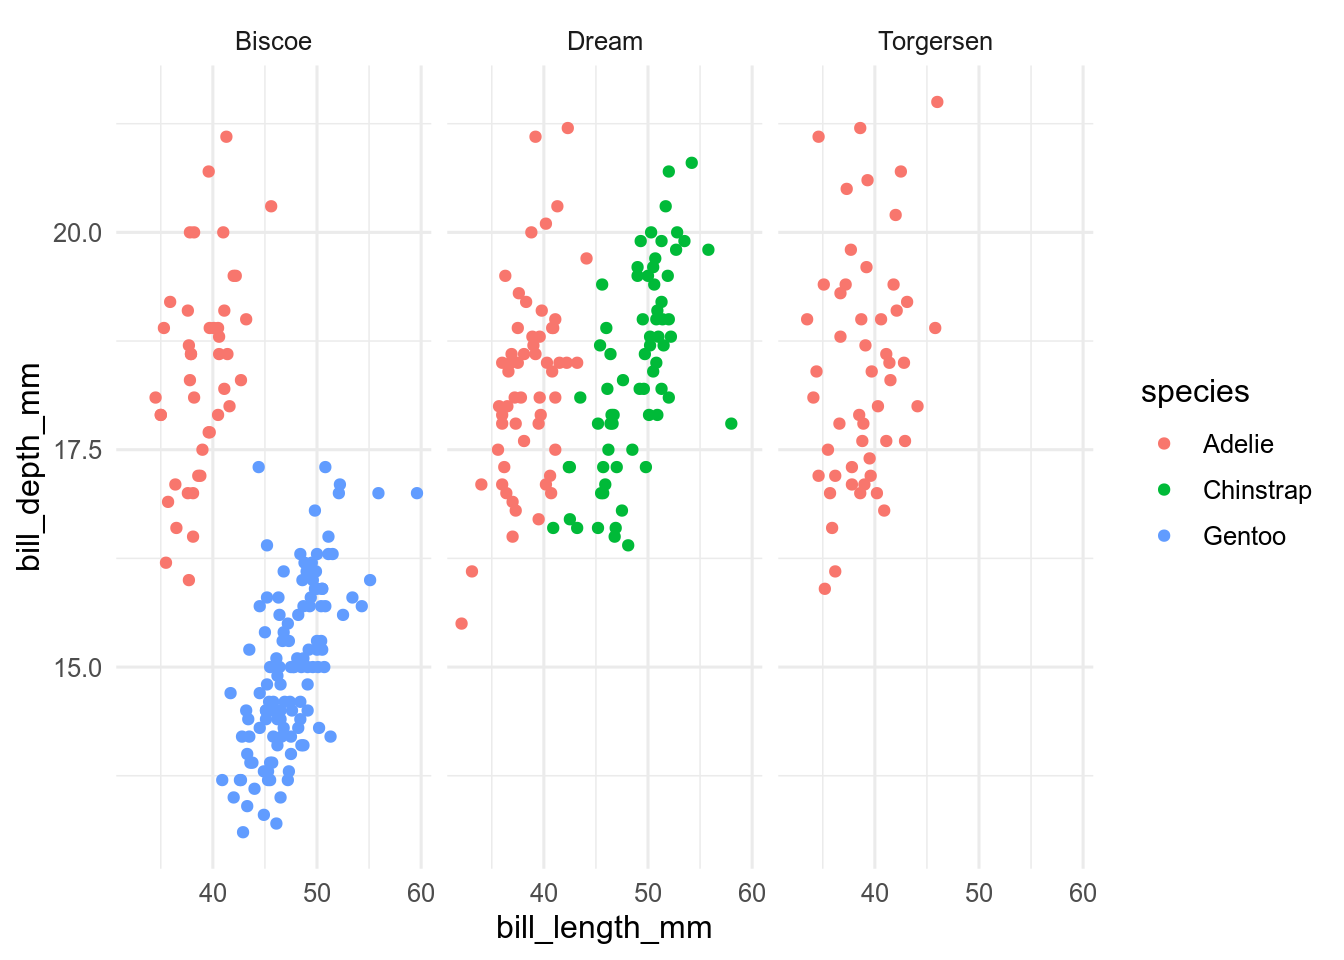 Biscoe
Dream
Torgersen
20.0
17.5
15.0
bill_depth_mm
40 50 60
40 50 60
40 50 60
bill_length_mm
species
Adelie
Chinstrap
Gentoo